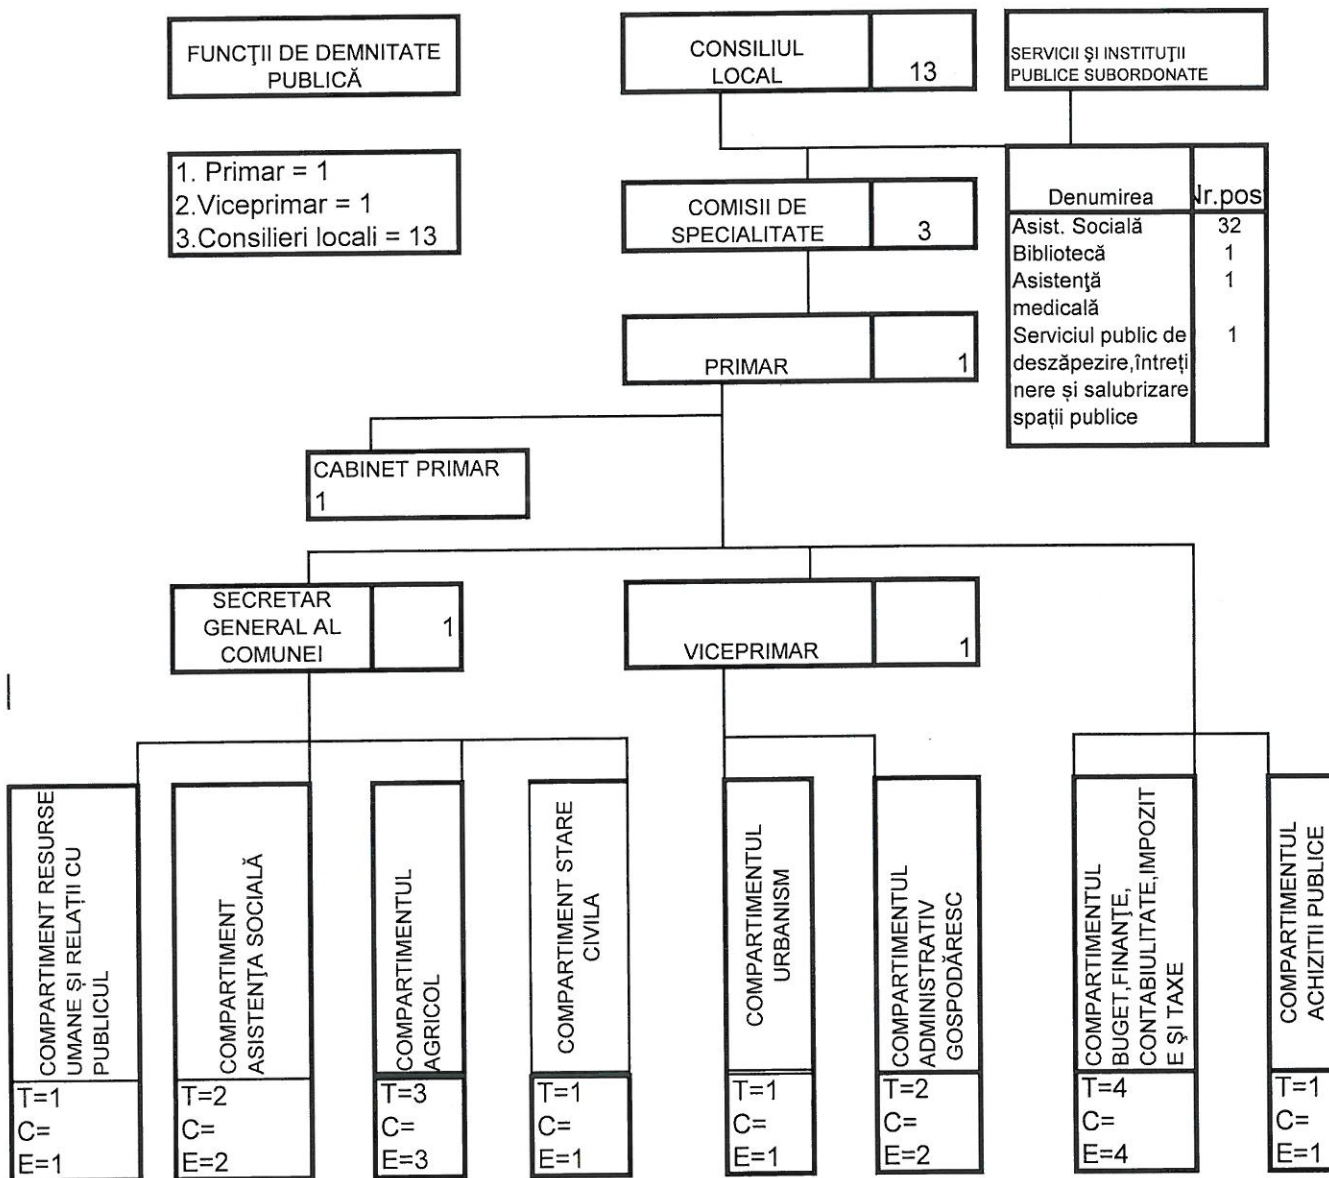 FUNCŢII DE DEMNITATE
PUBLICĂ
CONSILIUL
LOCAL
13
SERVICII ŞI INSTITUŢII
PUBLICE SUBORDONATE
1. Primar = 1
2.Viceprimar = 1
3.Consilieri locali = 13
COMISII DE
SPECIALITATE
3
Denumirea
Nr.post
Asist. Socială 32
Bibliotecă 1
Asistenţă 1
medicală
Serviciul public de 1
deszăpezire,întreți
nere și salubrizare
spații publice
PRIMAR
1
CABINET PRIMAR
1
SECRETAR
GENERAL AL
COMUNEI
1
VICEPRIMAR
1
COMPARTIMENT RESURSE
UMANE ȘI RELAȚII CU
PUBLICUL
T=1
C=
E=1
COMPARTIMENT
ASISTENŢA SOCIALĂ
T=2
C=
E=2
COMPARTIMENTUL
AGRICOL
T=3
C=
E=3
COMPARTIMENT STARE
CIVILA
T=1
C=
E=1
COMPARTIMENTUL
URBANISM
T=1
C=
E=1
COMPARTIMENTUL
ADMINISTRATIV
GOSPODĂRESC
T=2
C=
E=2
COMPARTIMENTUL
BUGET,FINANŢE,
CONTABIULITATE,IMPOZIT
E ŞI TAXE
T=4
C=
E=4
COMPARTIMENTUL
ACHIZITII PUBLICE
T=1
C=
E=1